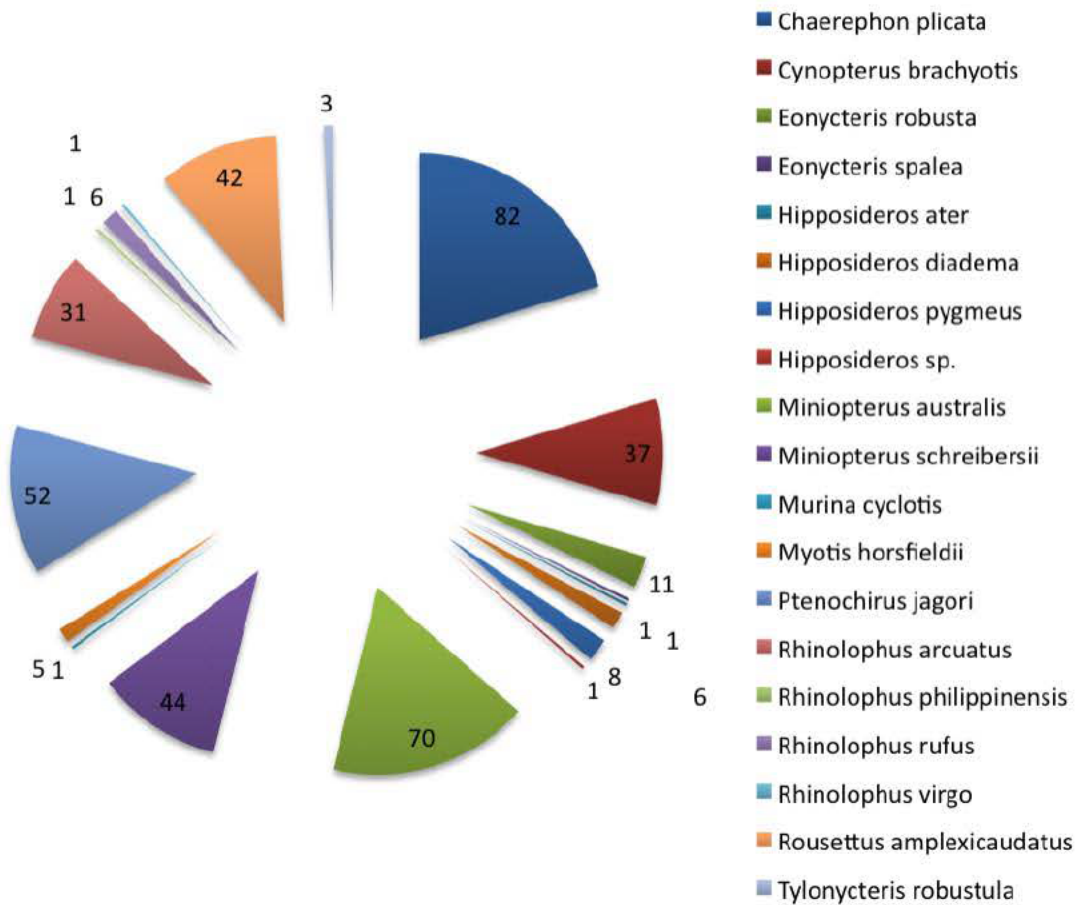 Chaerephon plicata
Cynopterus brachyotis
Eonycteris robusta
Eonycteris spalea
Hipposideros ater
Hipposideros diadema
Hipposideros pygmeus
Hipposideros sp.
Miniopterus australis
Miniopterus schreibersii
Murina cyclotis
Myotis horsfieldii
Ptenochirus jagori
Rhinolophus arcuatus
Rhinolophus philippinensis
Rhinolophus rufus
Rhinolophus virgo
Rousettus amplexicaudatus
Tylonycteris robustula
3
1
42
1 6
82
31
37
52
11
1 1
5 1
8
1
6
44
70